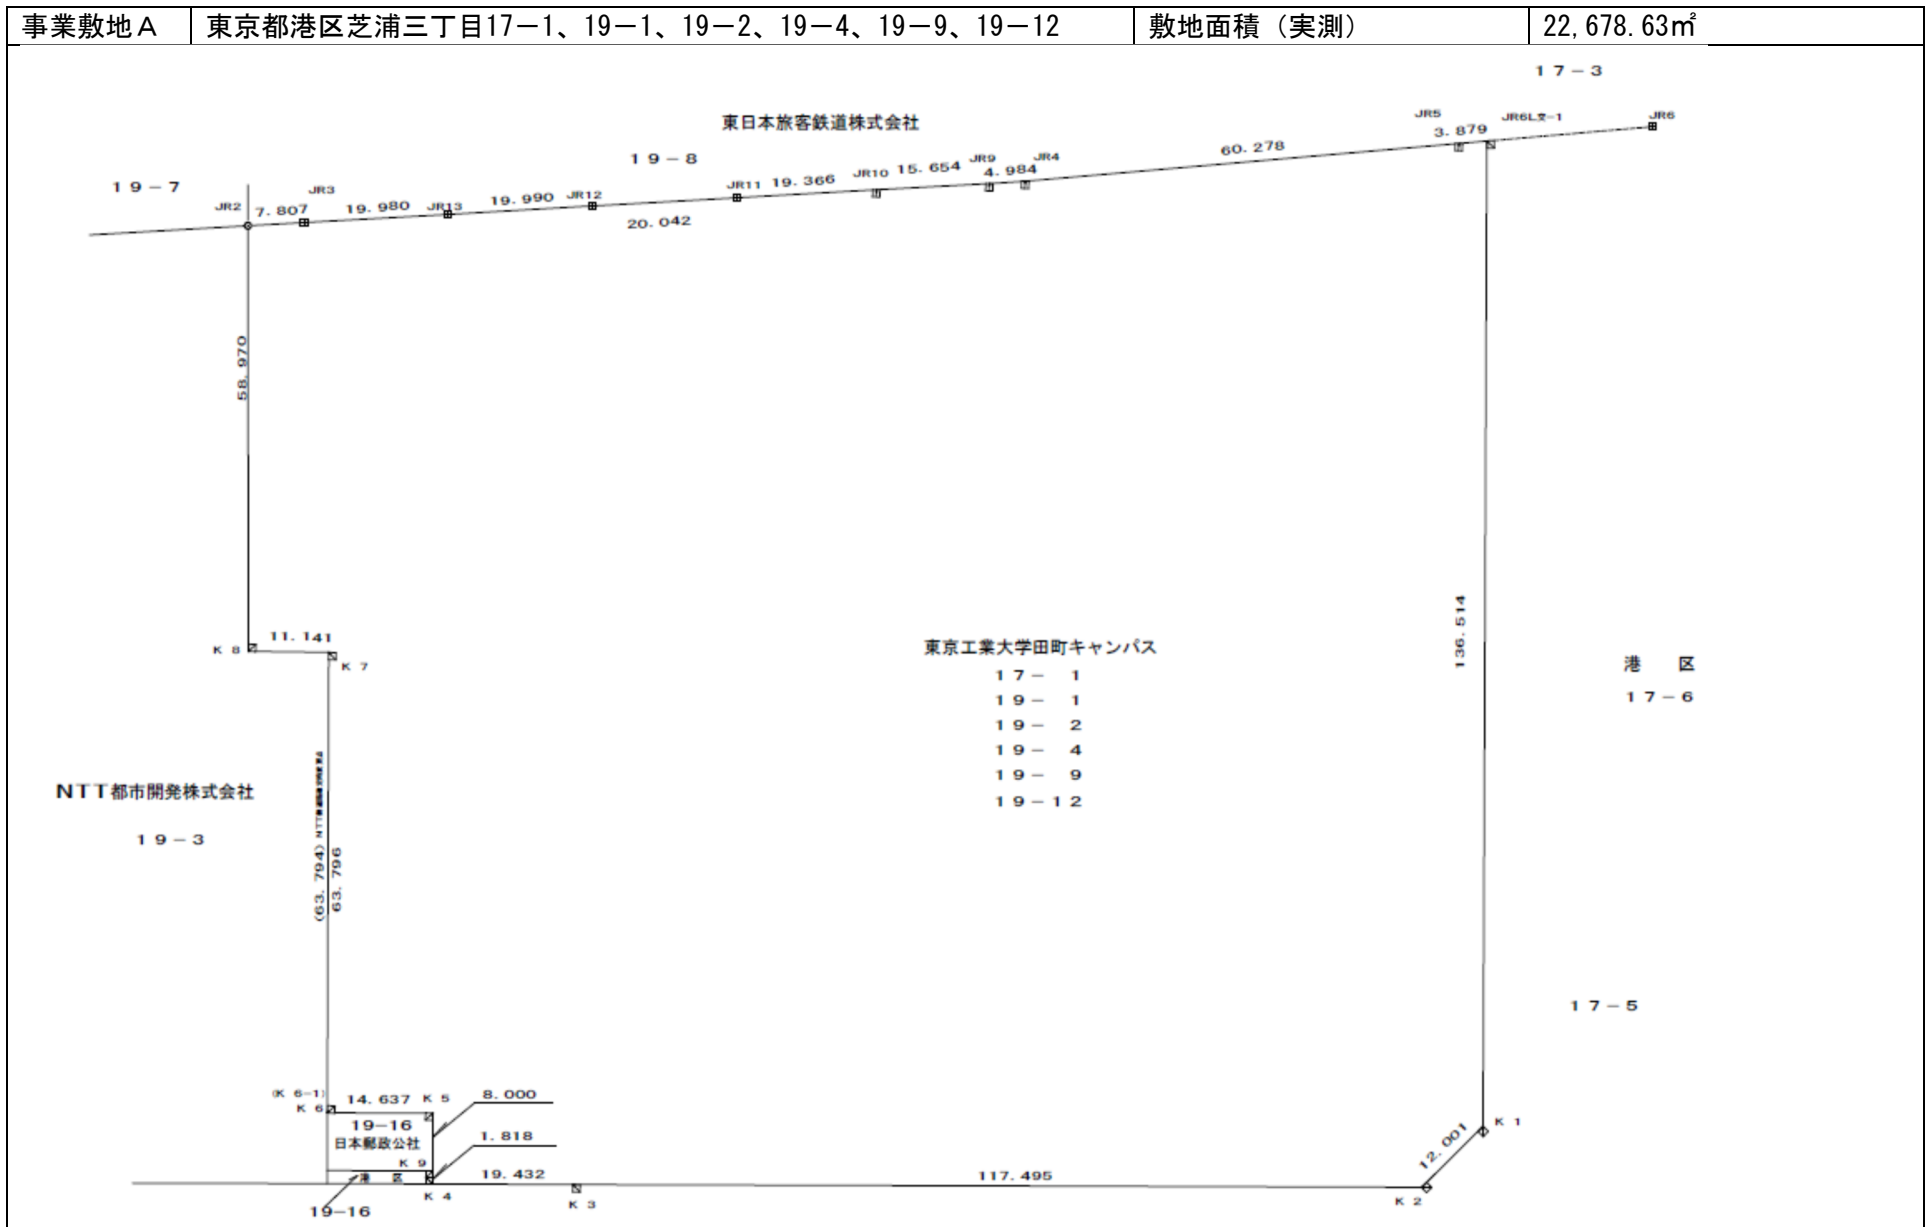 事業敷地A 東京都港区芝浦三丁目17−1、19−1、19−2、19−4、19−9、19−12 敷地面積（実測） 22,678.63㎡
17−3
東日本旅客鉄道株式会社
JR5 JR6L交-1 JR6
3.879
19−8
60.278
JR10 15.654 JR9 4.984 JR4
19−7
JR3
JR11 19.366
JR2 7.807 19.980 JR13 19.990 JR12
20.042
58.970
136.514
K 8 11.141 K 7
東京工業大学田町キャンパス
17− 1
19− 1
19− 2
19− 4
19− 9
19−12
港 区
17−6
NTT都市開発株式会社
19−3
(63.794) NTT
63.796
17−5
(K 6-1)
K 6 14.637 K 5 8.000
19−16
日本郵政公社
1.818
K 1
12.001
K 9
港 区
19.432
117.495
K 4
K 3
K 2
19−16